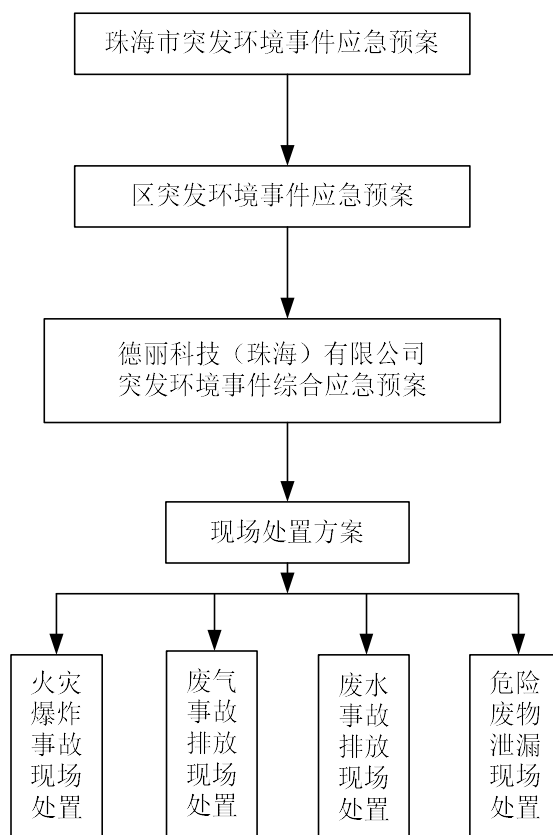 珠海市突发环境事件应急预案
区突发环境事件应急预案
德丽科技（珠海）有限公司
突发环境事件综合应急预案
现场处置方案
火灾
爆炸
事故
现场
处置
废气
事故
排放
现场
处置
废水
事故
排放
现场
处置
危险
废物
泄漏
现场
处置